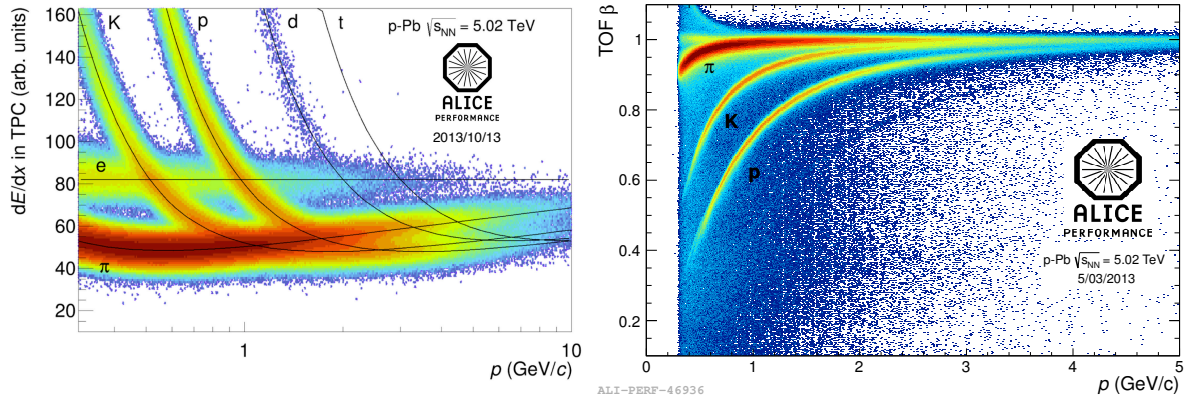 dE/dx in TPC (arb. units)
160
140
120
100
80
60
40
20
K
p
d
t
e
π
p-Pb √sNN = 5.02 TeV
ALICE
PERFORMANCE
2013/10/13
1
10
p (GeV/c)
TOF β
1
0.8
0.6
0.4
0.2
π
K
p
ALICE
PERFORMANCE
p-Pb √sNN = 5.02 TeV
5/03/2013
0
1
2
3
4
5
p (GeV/c)
ALI-PERF-46936